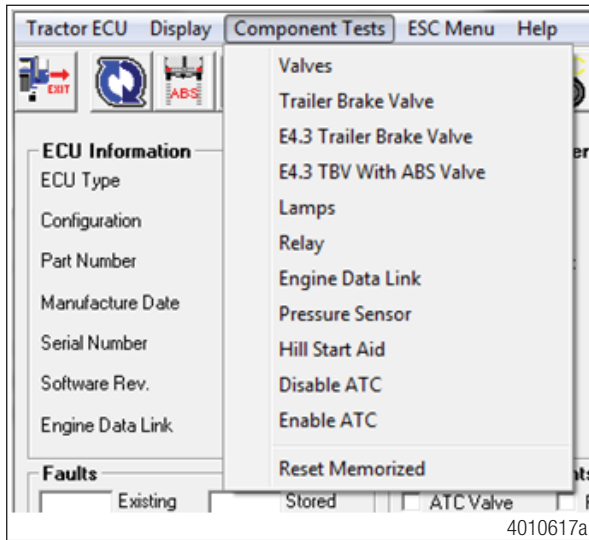 Tractor ECU Display Component Tests ESC Menu Help
EXIT ABS
Valves
Trailer Brake Valve
E4.3 Trailer Brake Valve
E4.3 TBV With ABS Valve
Lamps
Relay
Engine Data Link
Pressure Sensor
Hill Start Aid
Disable ATC
Enable ATC
Reset Memorized
ECU Information
ECU Type
Configuration
Part Number
Manufacture Date
Serial Number
Software Rev.
Engine Data Link
Faults
Existing Stored ATC Valve
4010617a